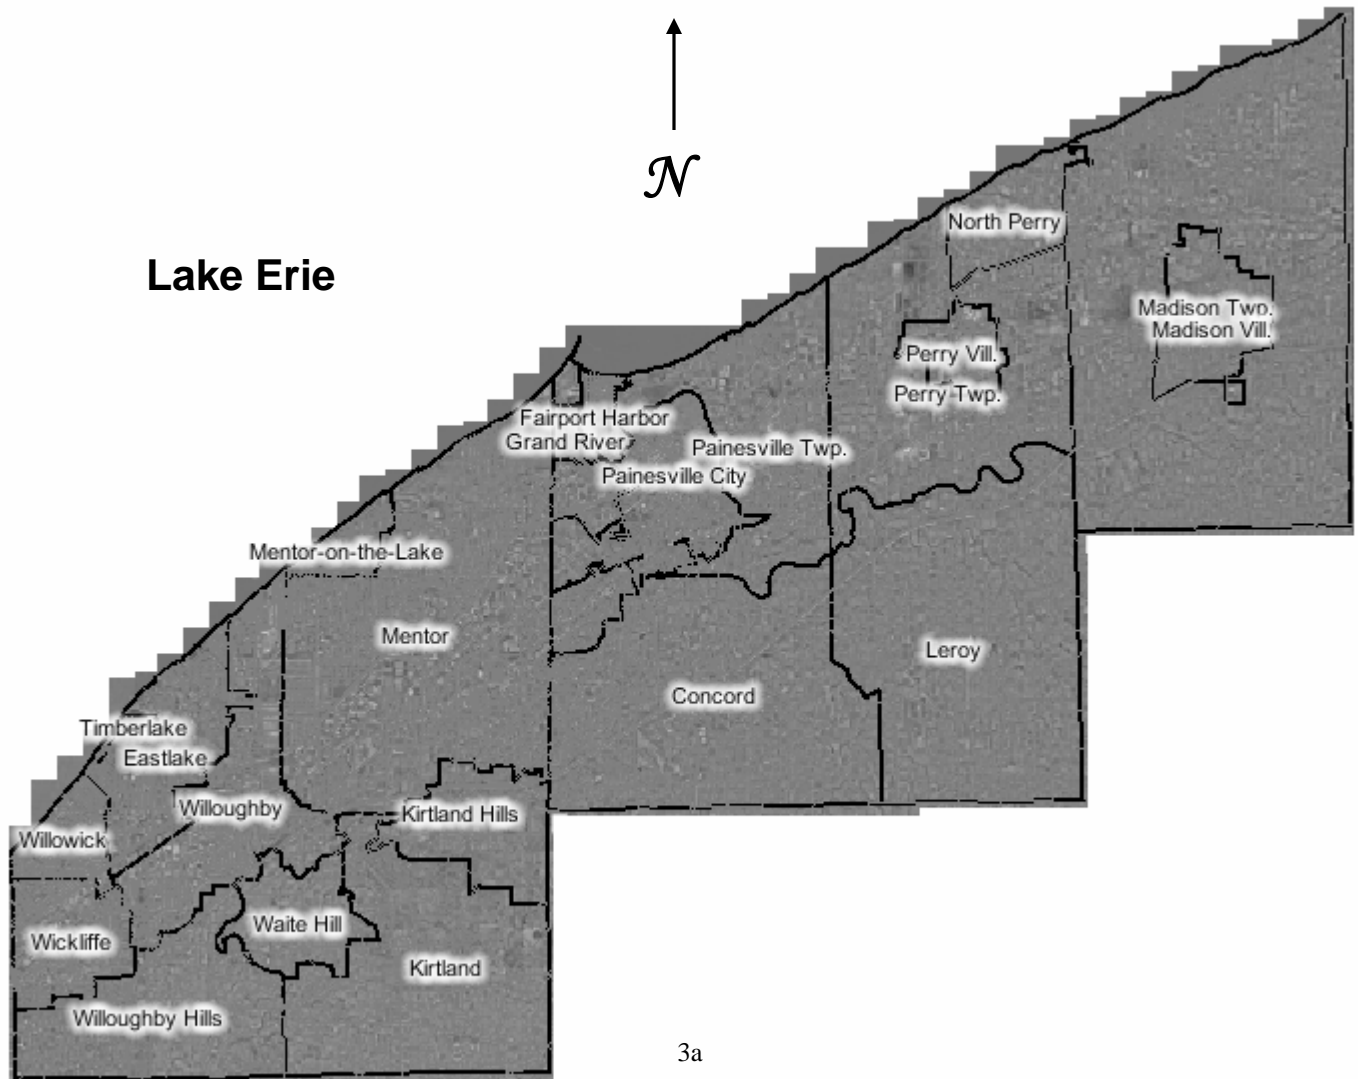 N
North Perry
Lake Erie
Madison Twp.
Madison Vill.
Perry Vill.
Perry Twp.
Fairport Harbor
Grand River
Painesville Twp.
Painesville City
Mentor-on-the-Lake
Mentor
Leroy
Concord
Timberlake
Eastlake
Willoughby
Kirtland Hills
Willowick
Waite Hill
Wickliffe
Kirtland
Willoughby Hills
3a